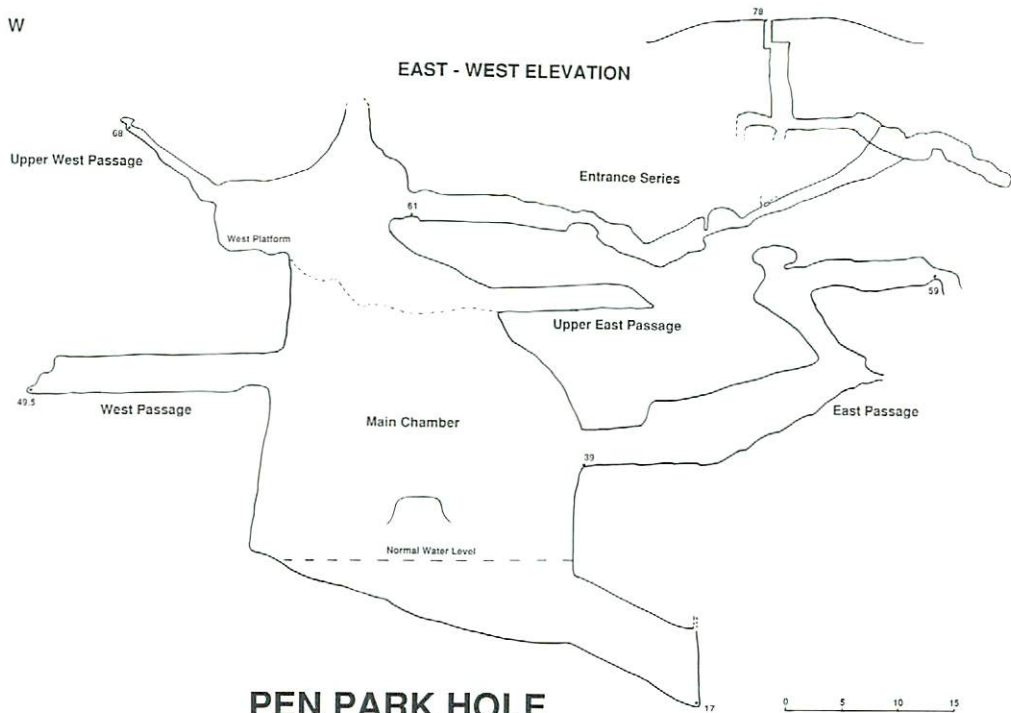 W
78
EAST - WEST ELEVATION
68
Upper West Passage
Entrance Series
61
West Platform
59
Upper East Passage
49.5
West Passage
East Passage
Main Chamber
39
Normal Water Level
PEN PARK HOLE
17
0 5 10 15